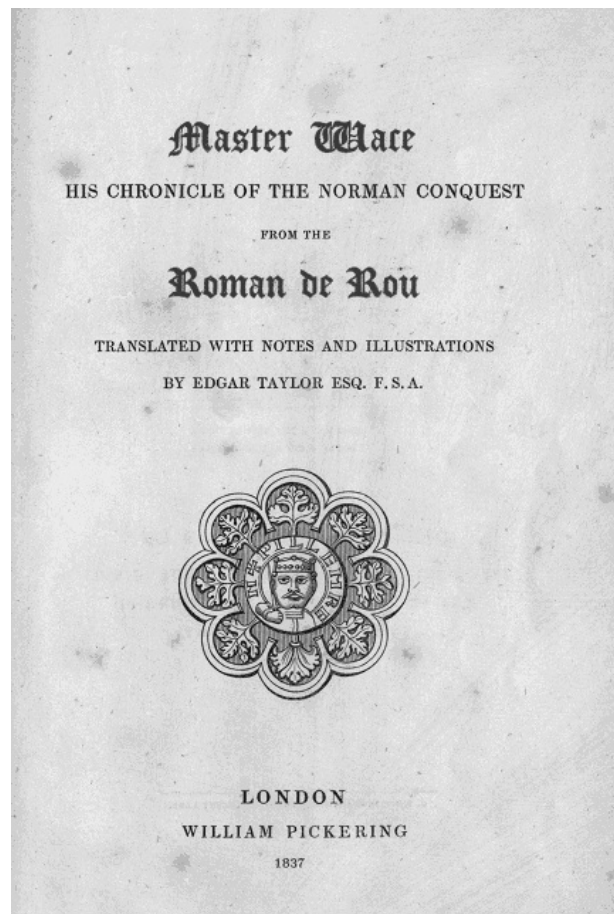 Master Wace
HIS CHRONICLE OF THE NORMAN CONQUEST
FROM THE
Roman de Rou
TRANSLATED WITH NOTES AND ILLUSTRATIONS
BY EDGAR TAYLOR ESQ. F.S.A.
LONDON
WILLIAM PICKERING
1837